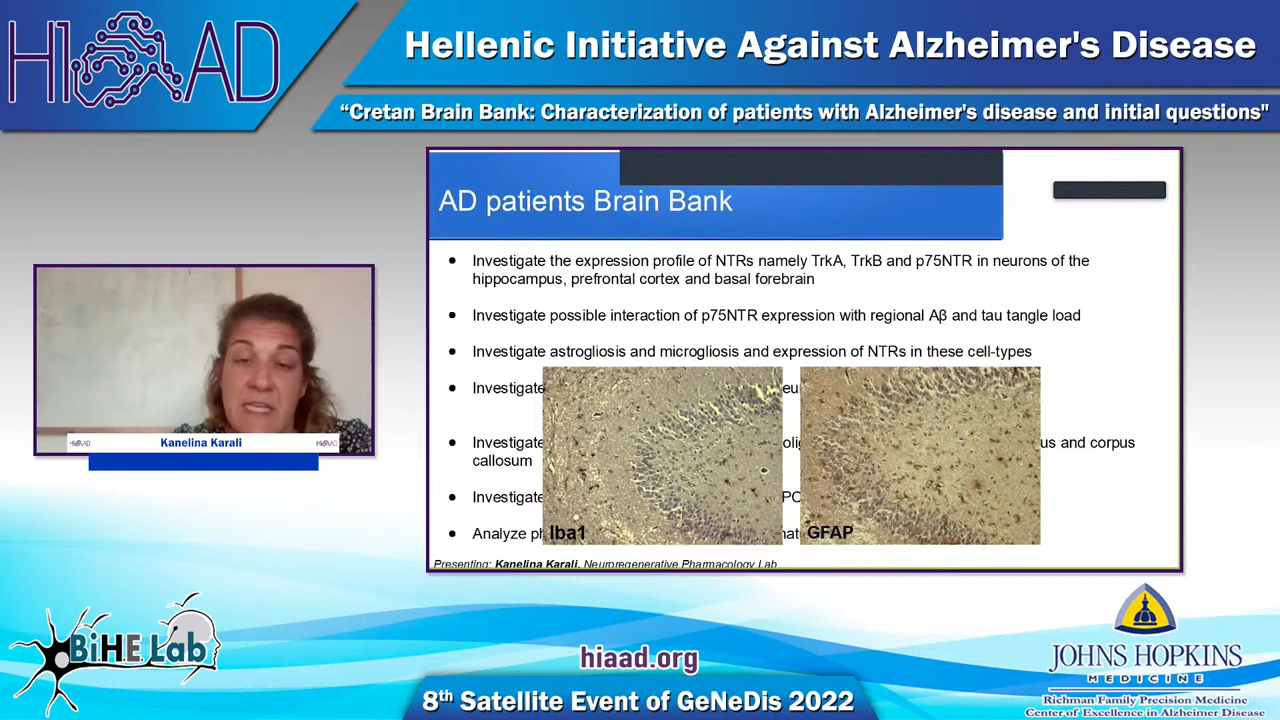 HIAAD
Hellenic Initiative Against Alzheimer's Disease
“Cretan Brain Bank: Characterization of patients with Alzheimer's disease and initial questions"
AD patients Brain Bank
• Investigate the expression profile of NTRs namely TrkA, TrkB and p75NTR in neurons of the
hippocampus, prefrontal cortex and basal forebrain
• Investigate possible interaction of p75NTR expression with regional Aβ and tau tangle load
• Investigate astrogliosis and microgliosis and expression of NTRs in these cell-types
• Investigate
• Investigate and corpus
callosum
• Investigate
• Analyze
Iba1
GFAP
Presenting: Kanelina Karali, Neuroregenerative Pharmacology Lab
HIAAD
Kanelina Karali
HIAAD
BiHE Lab
hiaad.org
8th Satellite Event of GeNeDis 2022
JOHNS HOPKINS
MEDICINE
Richman Family Precision Medicine
Center of Excellence in Alzheimer Disease